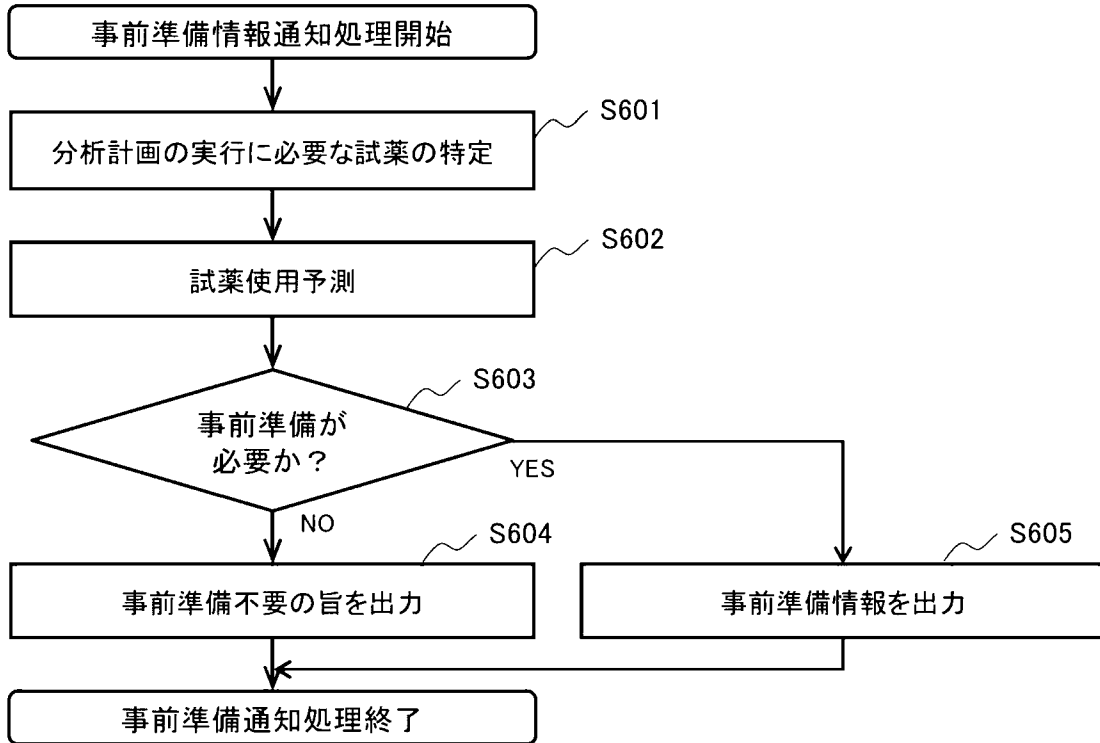 事前準備情報通知処理開始
S601
分析計画の実行に必要な試薬の特定
S602
試薬使用予測
S603
事前準備が
必要か？
YES
NO
S604
S605
事前準備不要の旨を出力
事前準備情報を出力
事前準備通知処理終了